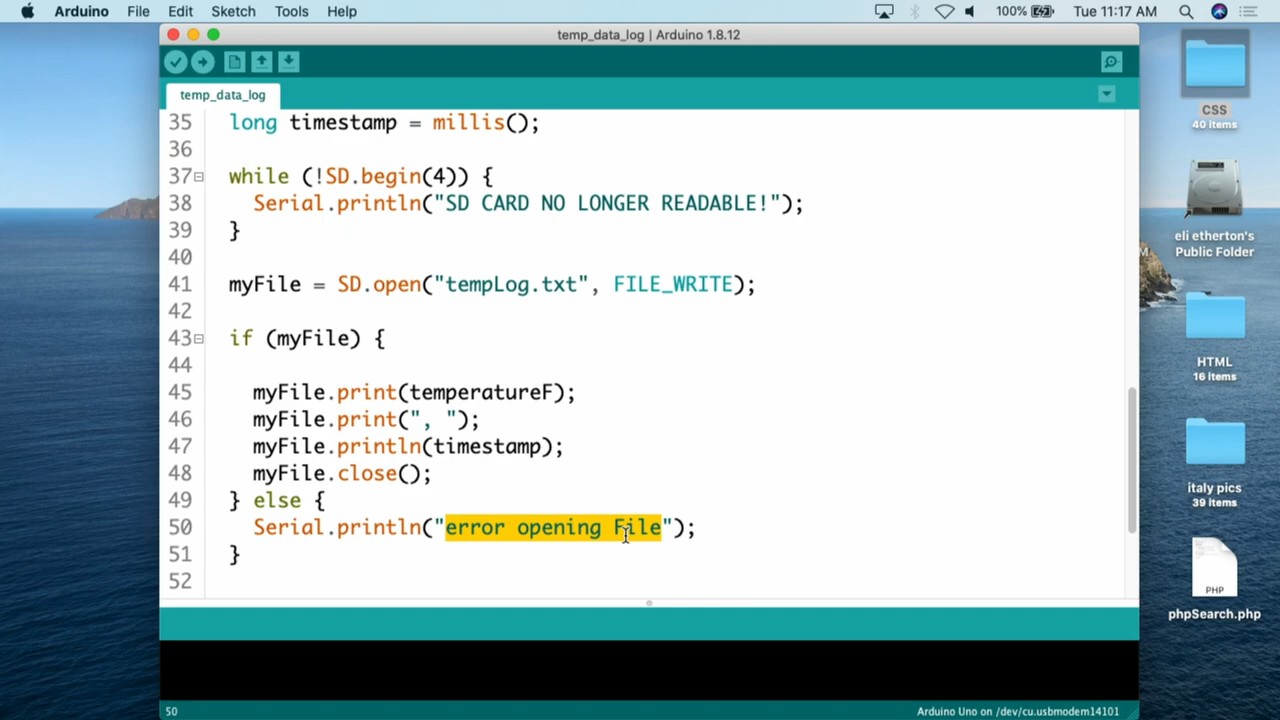 Arduino File Edit Sketch Tools Help 100% Tue 11:17 AM
temp_data_log | Arduino 1.8.12
temp_data_log
35 long timestamp = millis();
36
37 while (!SD.begin(4)) {
38 Serial.println("SD CARD NO LONGER READABLE!");
39 }
40
41 myFile = SD.open("tempLog.txt", FILE_WRITE);
42
43 if (myFile) {
44
45 myFile.print(temperatureF);
46 myFile.print(", ");
47 myFile.println(timestamp);
48 myFile.close();
49 } else {
50 Serial.println("error opening File");
51 }
52
50 Arduino Uno on /dev/cu.usbmodem14101
CSS
40 items
eli etherton's
Public Folder
M
HTML
16 items
italy pics
39 items
PHP
phpSearch.php